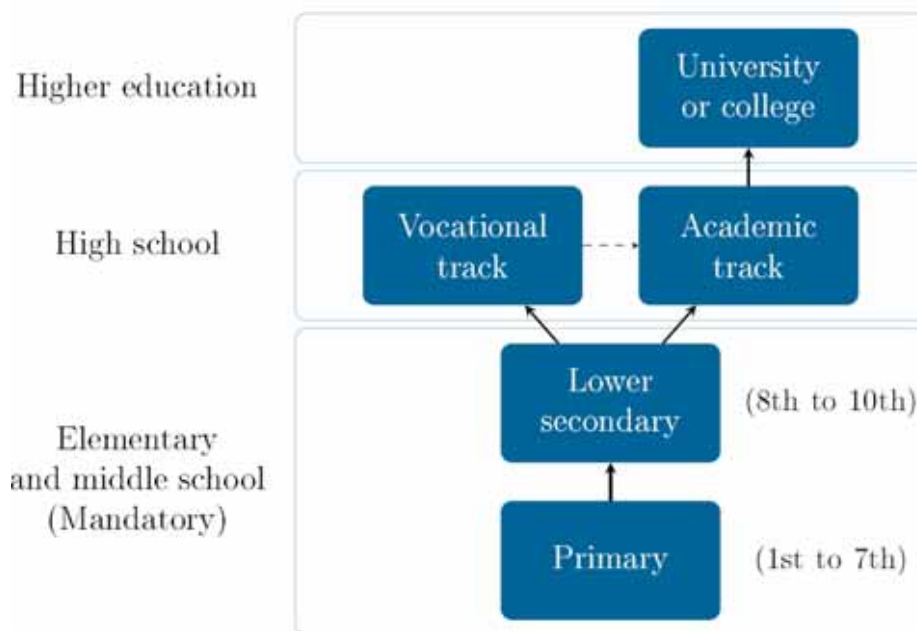 Higher education
University
or college
High school
Vocational
track
Academic
track
Elementary
and middle school
(Mandatory)
Lower
secondary
(8th to 10th)
Primary
(1st to 7th)